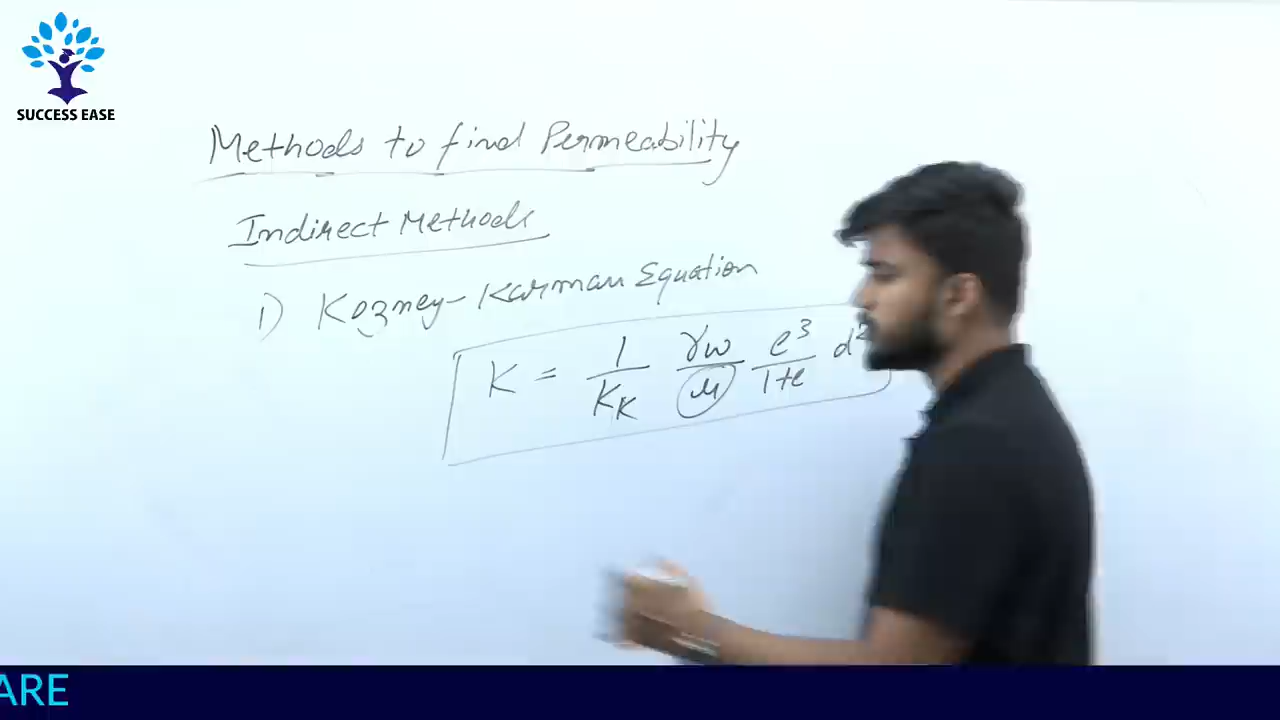 SUCCESS EASE
Methods to find Permeability
Indirect Methods
1) Kozney-Karman Equation
K = 1/K_K γw/μ e³/1+e d²
ARE